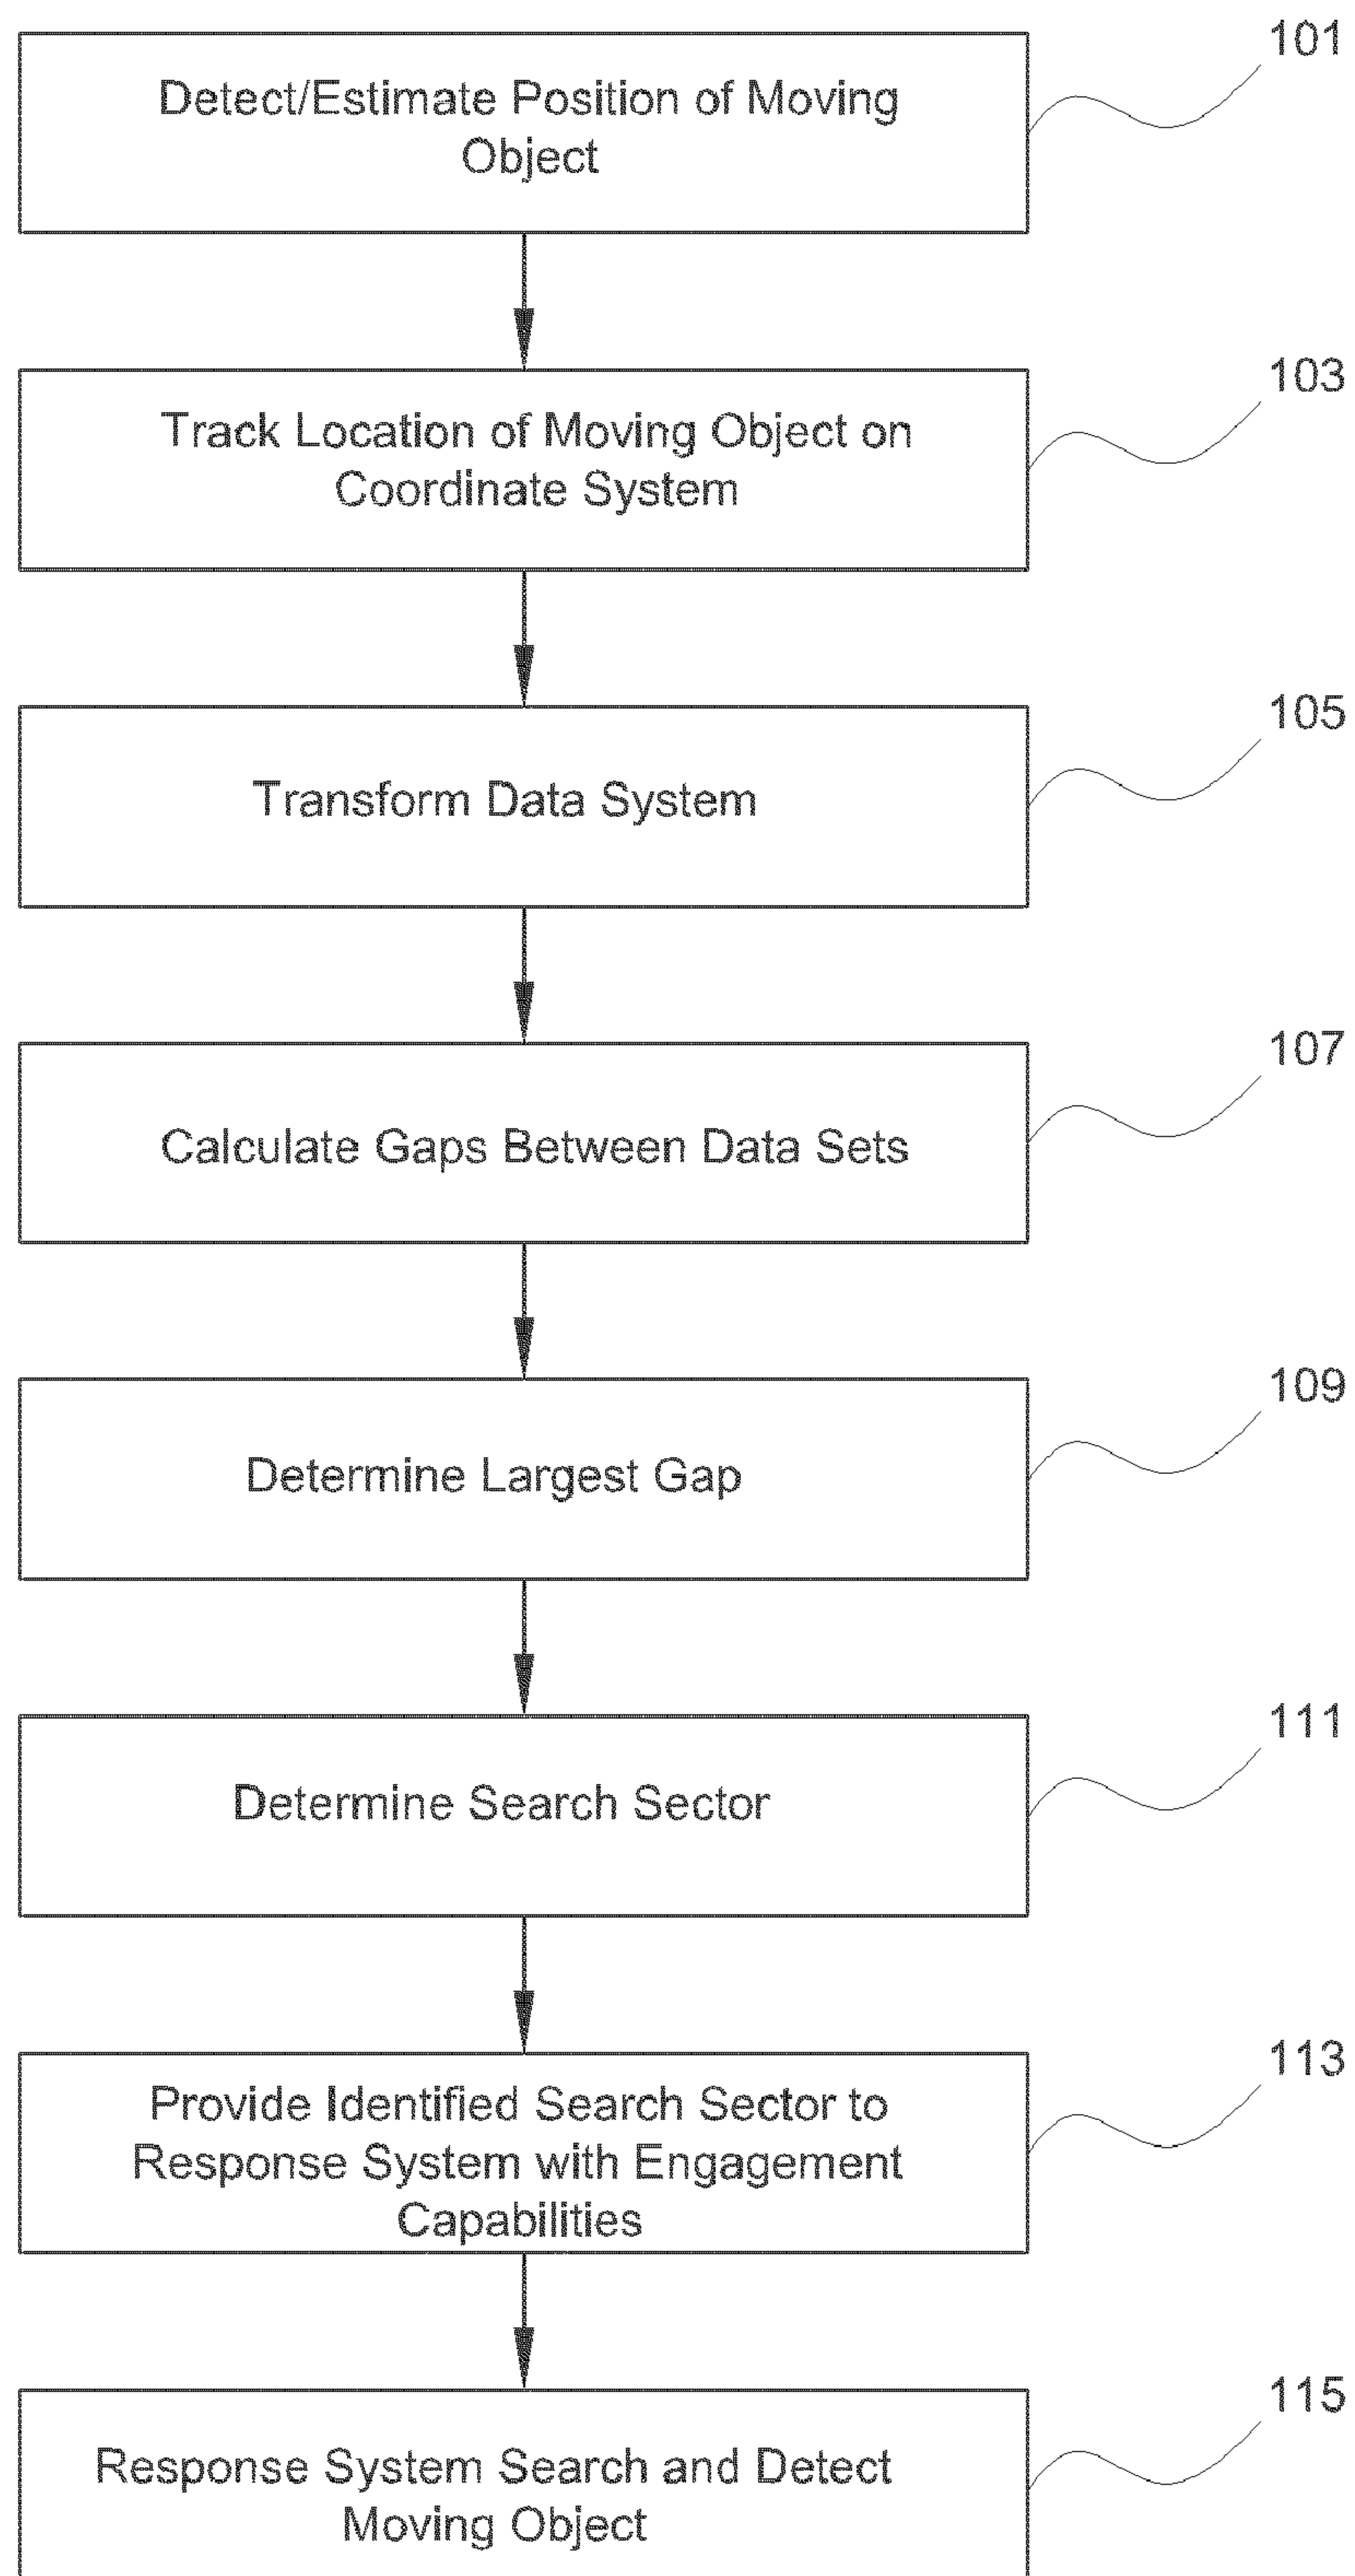 101
Detect/Estimate Position of Moving
Object
103
Track Location of Moving Object on
Coordinate System
105
Transform Data System
107
Calculate Gaps Between Data Sets
109
Determine Largest Gap
111
Determine Search Sector
113
Provide Identified Search Sector to
Response System with Engagement
Capabilities
115
Response System Search and Detect
Moving Object